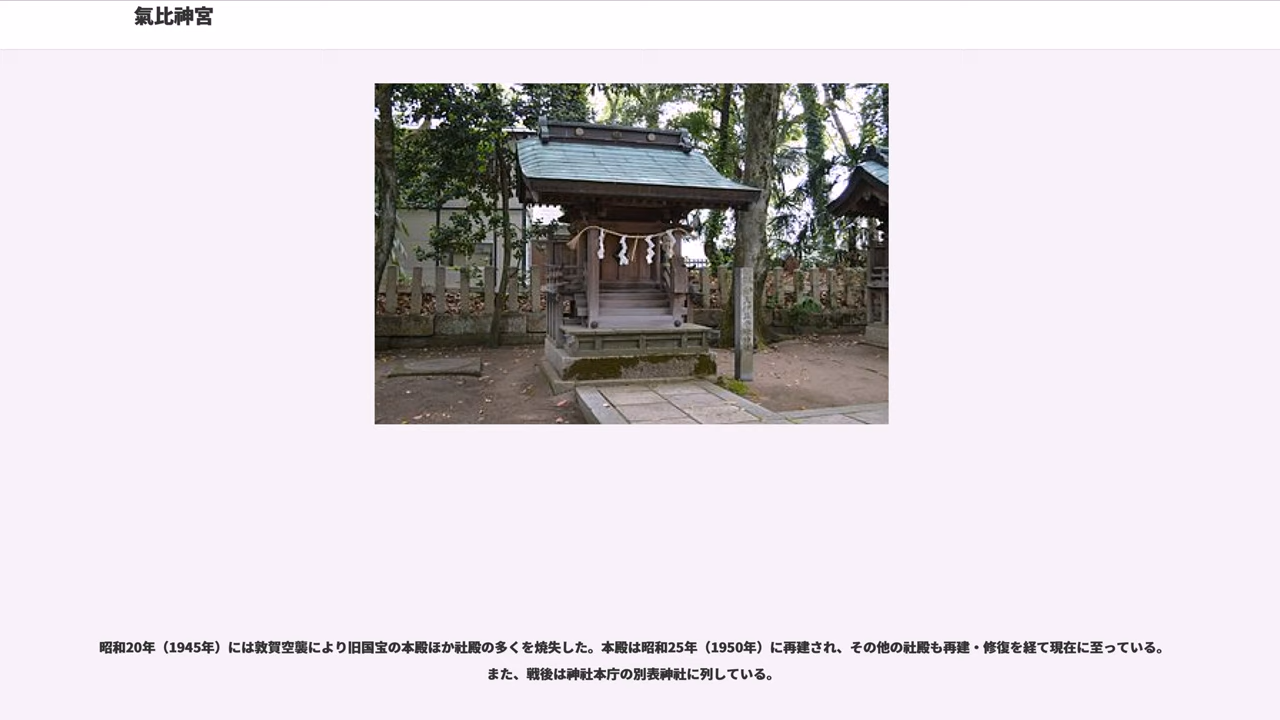 氣比神宮
昭和20年（1945年）には敦賀空襲により旧国宝の本殿ほか社殿の多くを焼失した。本殿は昭和25年（1950年）に再建され、その他の社殿も再建・修復を経て現在に至っている。
また、戦後は神社本庁の別表神社に列している。